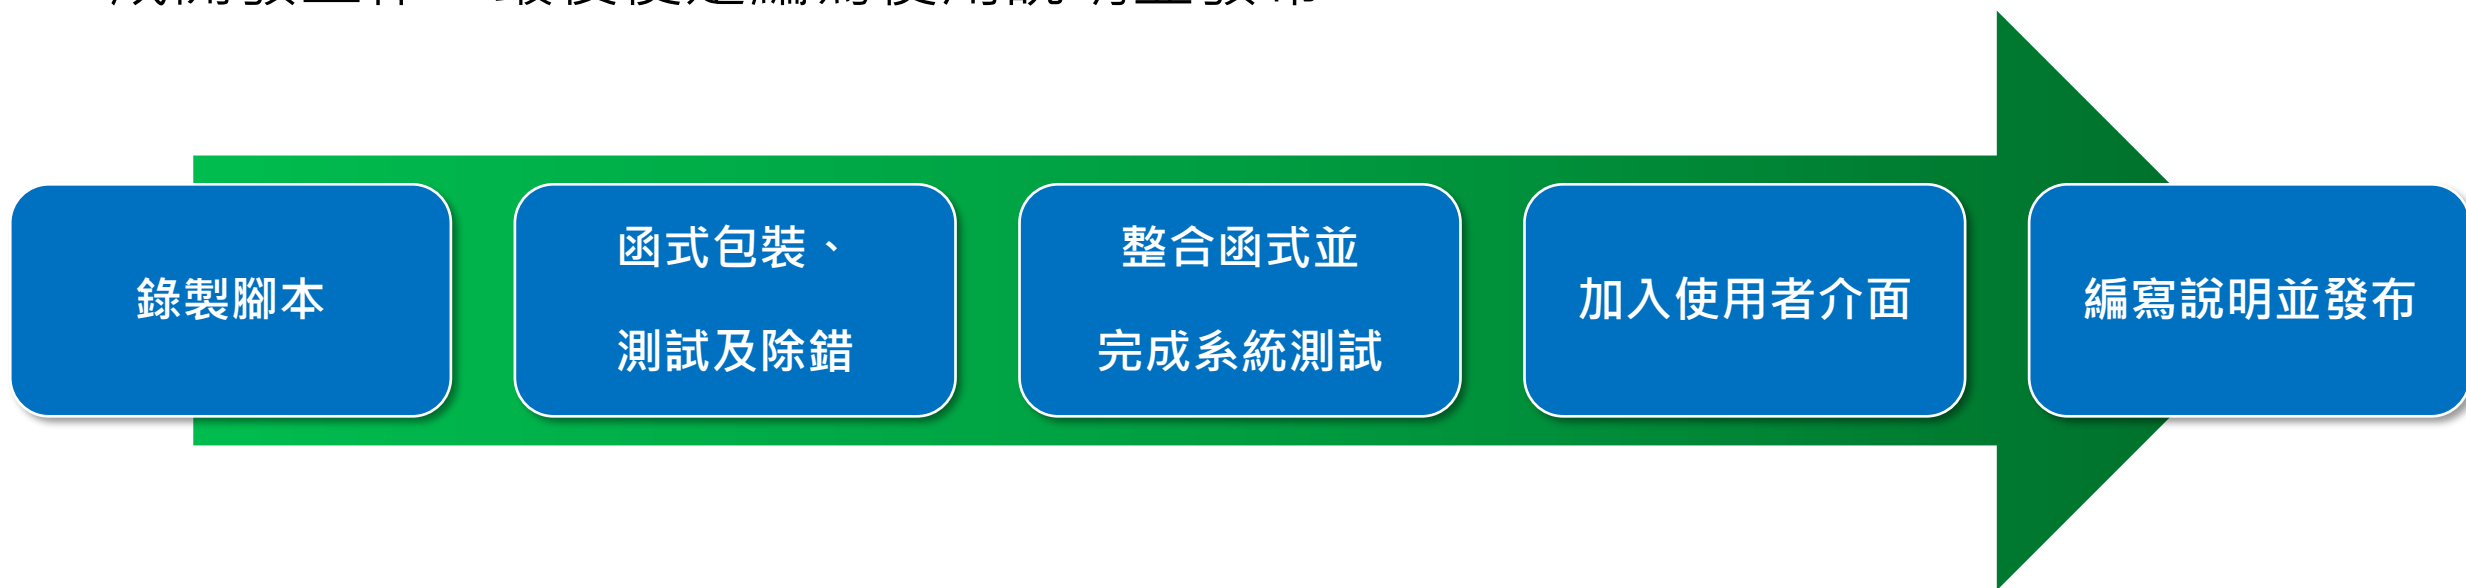 錄製腳本
函式包裝、
測試及除錯
整合函式並
完成系統測試
加入使用者介面
編寫說明並發布